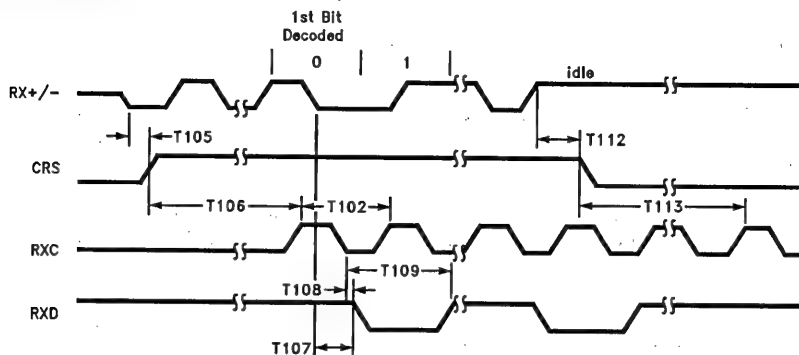 1st Bit
Decoded
0 1
idle
RX+/-
T105
T112
CRS
T106
T102
T113
RXC
T109
T108
RXD
T107